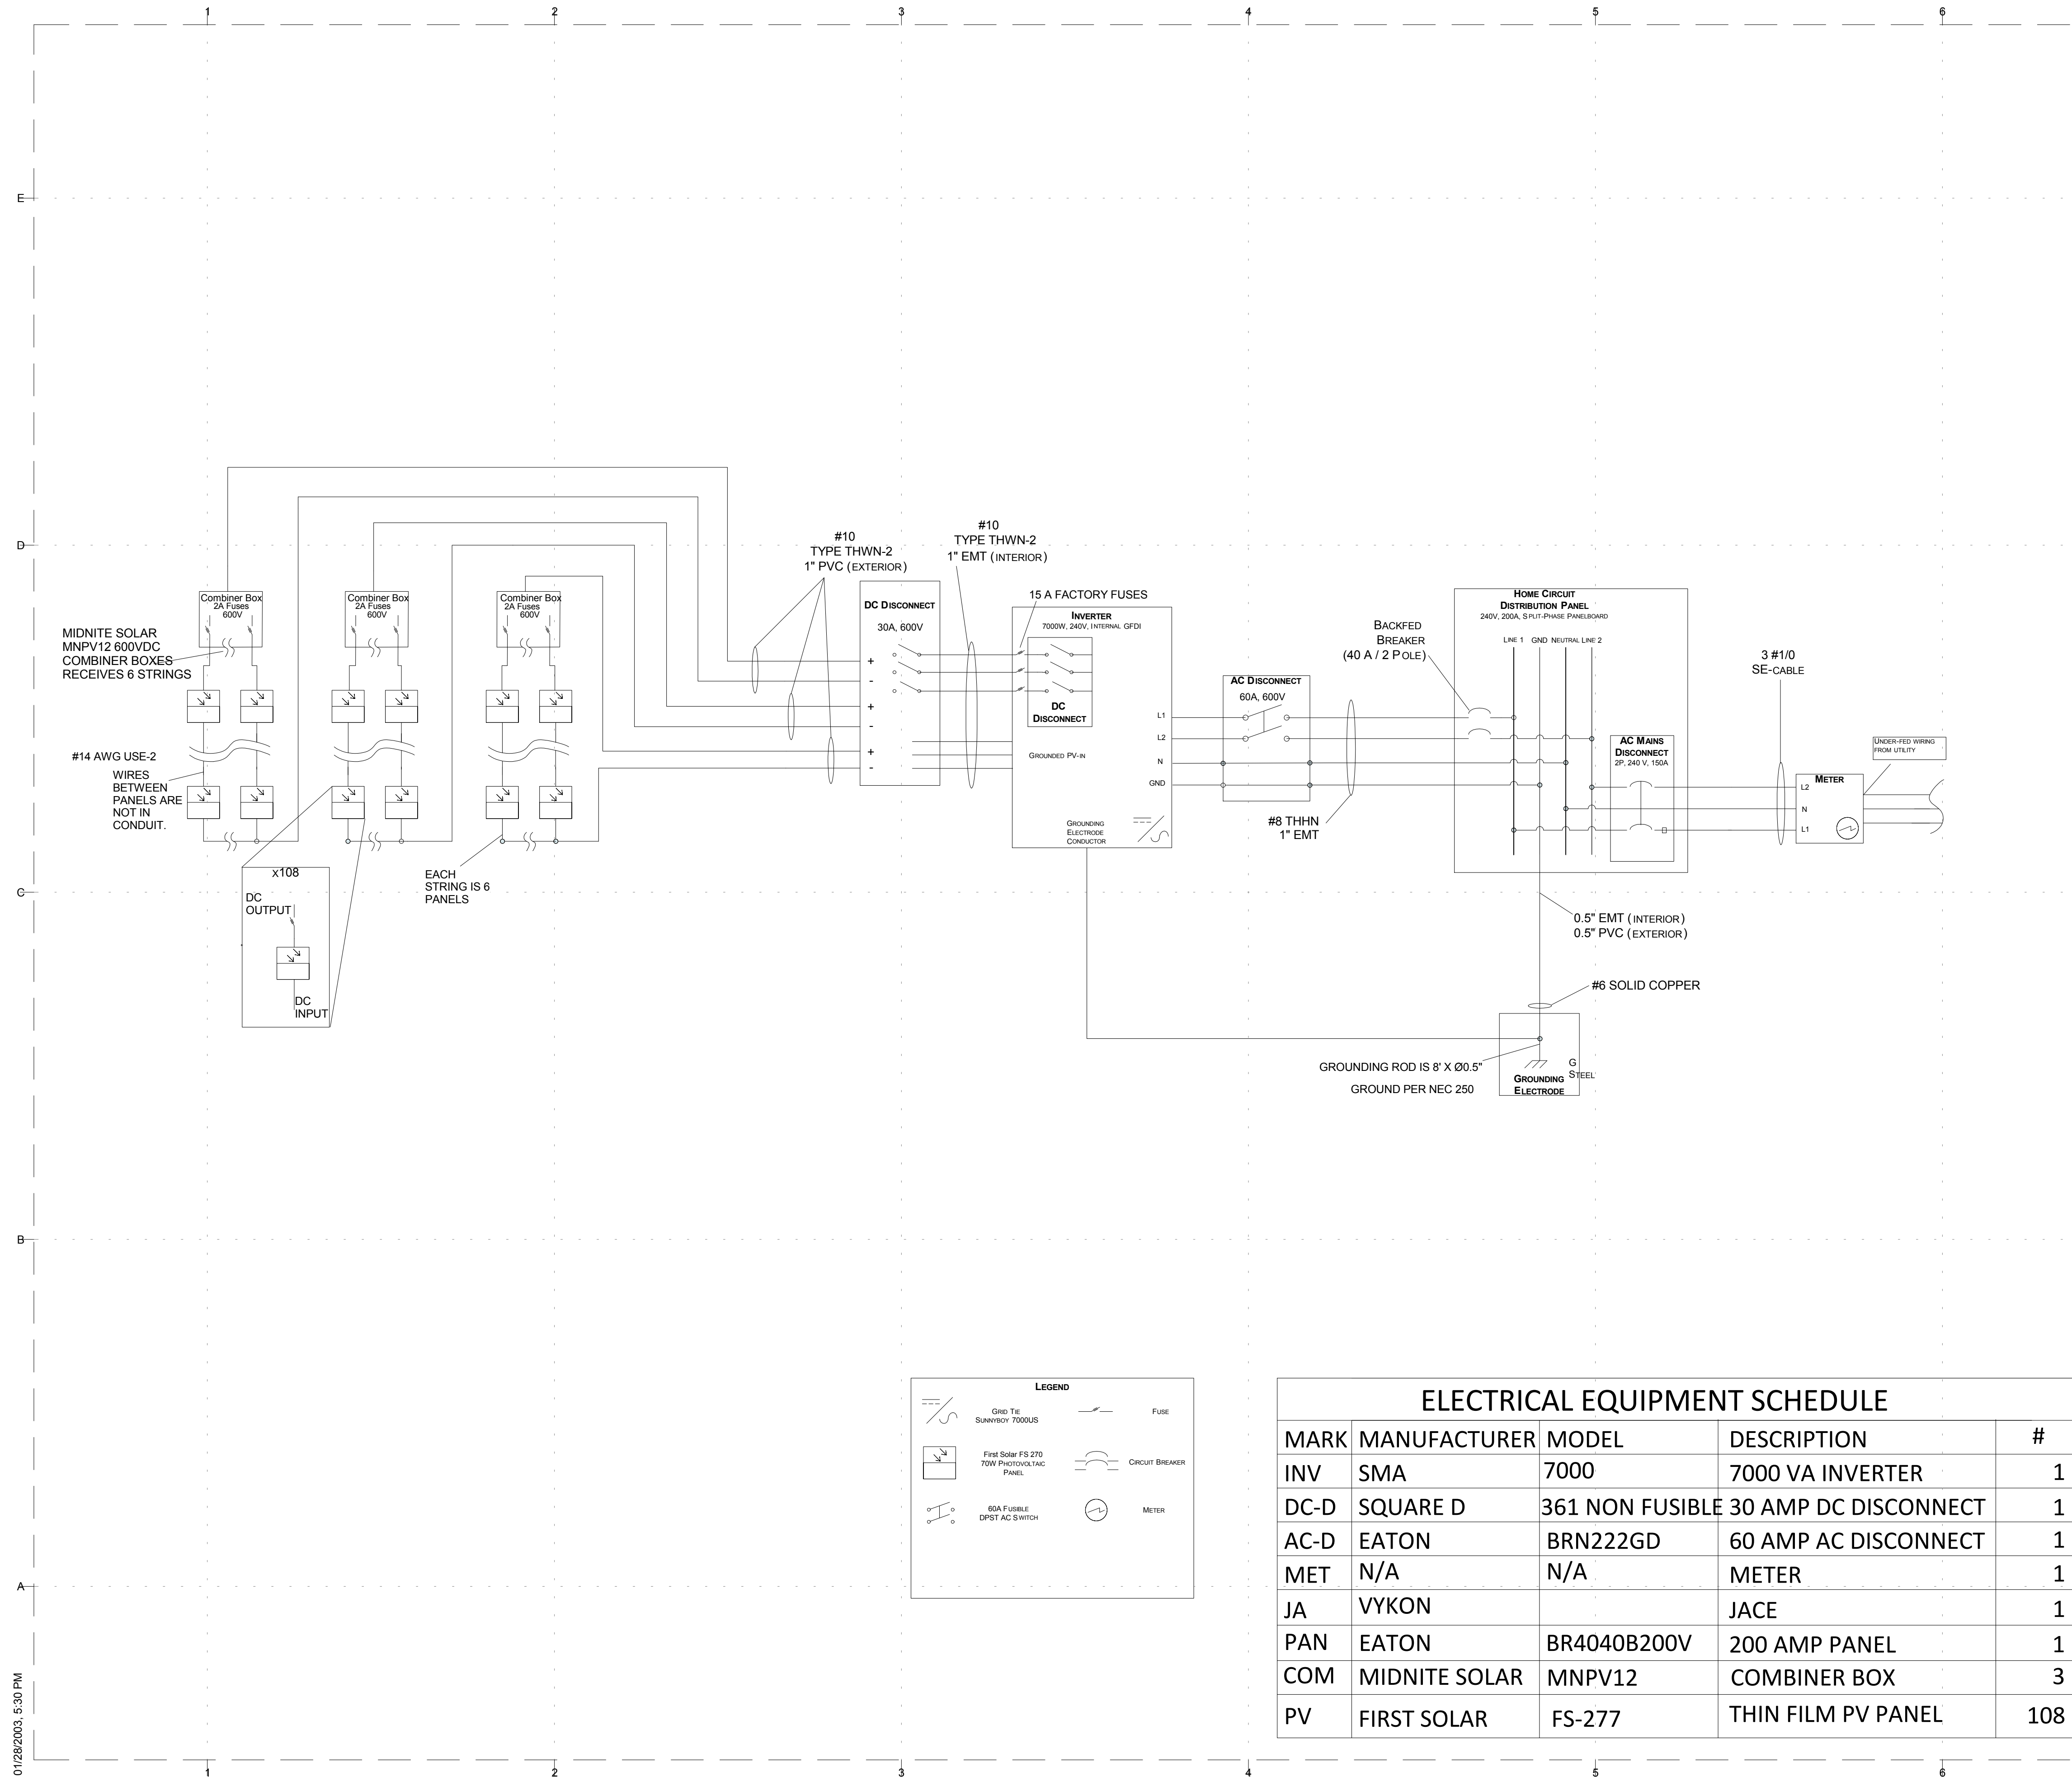 1 2 3 4 5 6
E
D
C
B
A
#10
TYPE THWN-2
1" PVC (EXTERIOR)
#10
TYPE THWN-2
1" EMT (INTERIOR)
Combiner Box
2A Fuses
600V
Combiner Box
2A Fuses
600V
Combiner Box
2A Fuses
600V
MIDNITE SOLAR
MNPV12 600VDC
COMBINER BOXES
RECEIVES 6 STRINGS
#14 AWG USE-2
WIRES
BETWEEN
PANELS ARE
NOT IN
CONDUIT.
x108
DC
OUTPUT
DC
INPUT
EACH
STRING IS 6
PANELS
DC DISCONNECT
30A, 600V
+
-
+
-
+
-
15 A FACTORY FUSES
INVERTER
7000W, 240V, INTERNAL GFDI
DC
DISCONNECT
GROUNDED PV-IN
L1
L2
N
GND
GROUNDING
ELECTRODE
CONDUCTOR
AC DISCONNECT
60A, 600V
#8 THHN
1" EMT
BACKFED
BREAKER
(40 A / 2 POLE)
HOME CIRCUIT
DISTRIBUTION PANEL
240V, 200A, SPLIT-PHASE PANELBOARD
LINE 1 GND NEUTRAL LINE 2
AC MAINS
DISCONNECT
2P, 240 V, 150A
3 #1/0
SE-CABLE
METER
L2
N
L1
UNDER-FED WIRING
FROM UTILITY
0.5" EMT (INTERIOR)
0.5" PVC (EXTERIOR)
#6 SOLID COPPER
GROUNDING ROD IS 8' X Ø0.5"
GROUND PER NEC 250
G
STEEL
GROUNDING
ELECTRODE
LEGEND
GRID TIE
SUNNYBOY 7000US
FUSE
First Solar FS 270
70W PHOTOVOLTAIC
PANEL
CIRCUIT BREAKER
60A FUSIBLE
DPST AC SWITCH
METER
ELECTRICAL EQUIPMENT SCHEDULE
MARK MANUFACTURER MODEL DESCRIPTION #
INV SMA 7000 7000 VA INVERTER 1
DC-D SQUARE D 361 NON FUSIBLE 30 AMP DC DISCONNECT 1
AC-D EATON BRN222GD 60 AMP AC DISCONNECT 1
MET N/A N/A METER 1
JA VYKON JACE 1
PAN EATON BR4040B200V 200 AMP PANEL 1
COM MIDNITE SOLAR MNPV12 COMBINER BOX 3
PV FIRST SOLAR FS-277 THIN FILM PV PANEL 108
01/28/2003, 5:30 PM
1 2 3 4 5 6